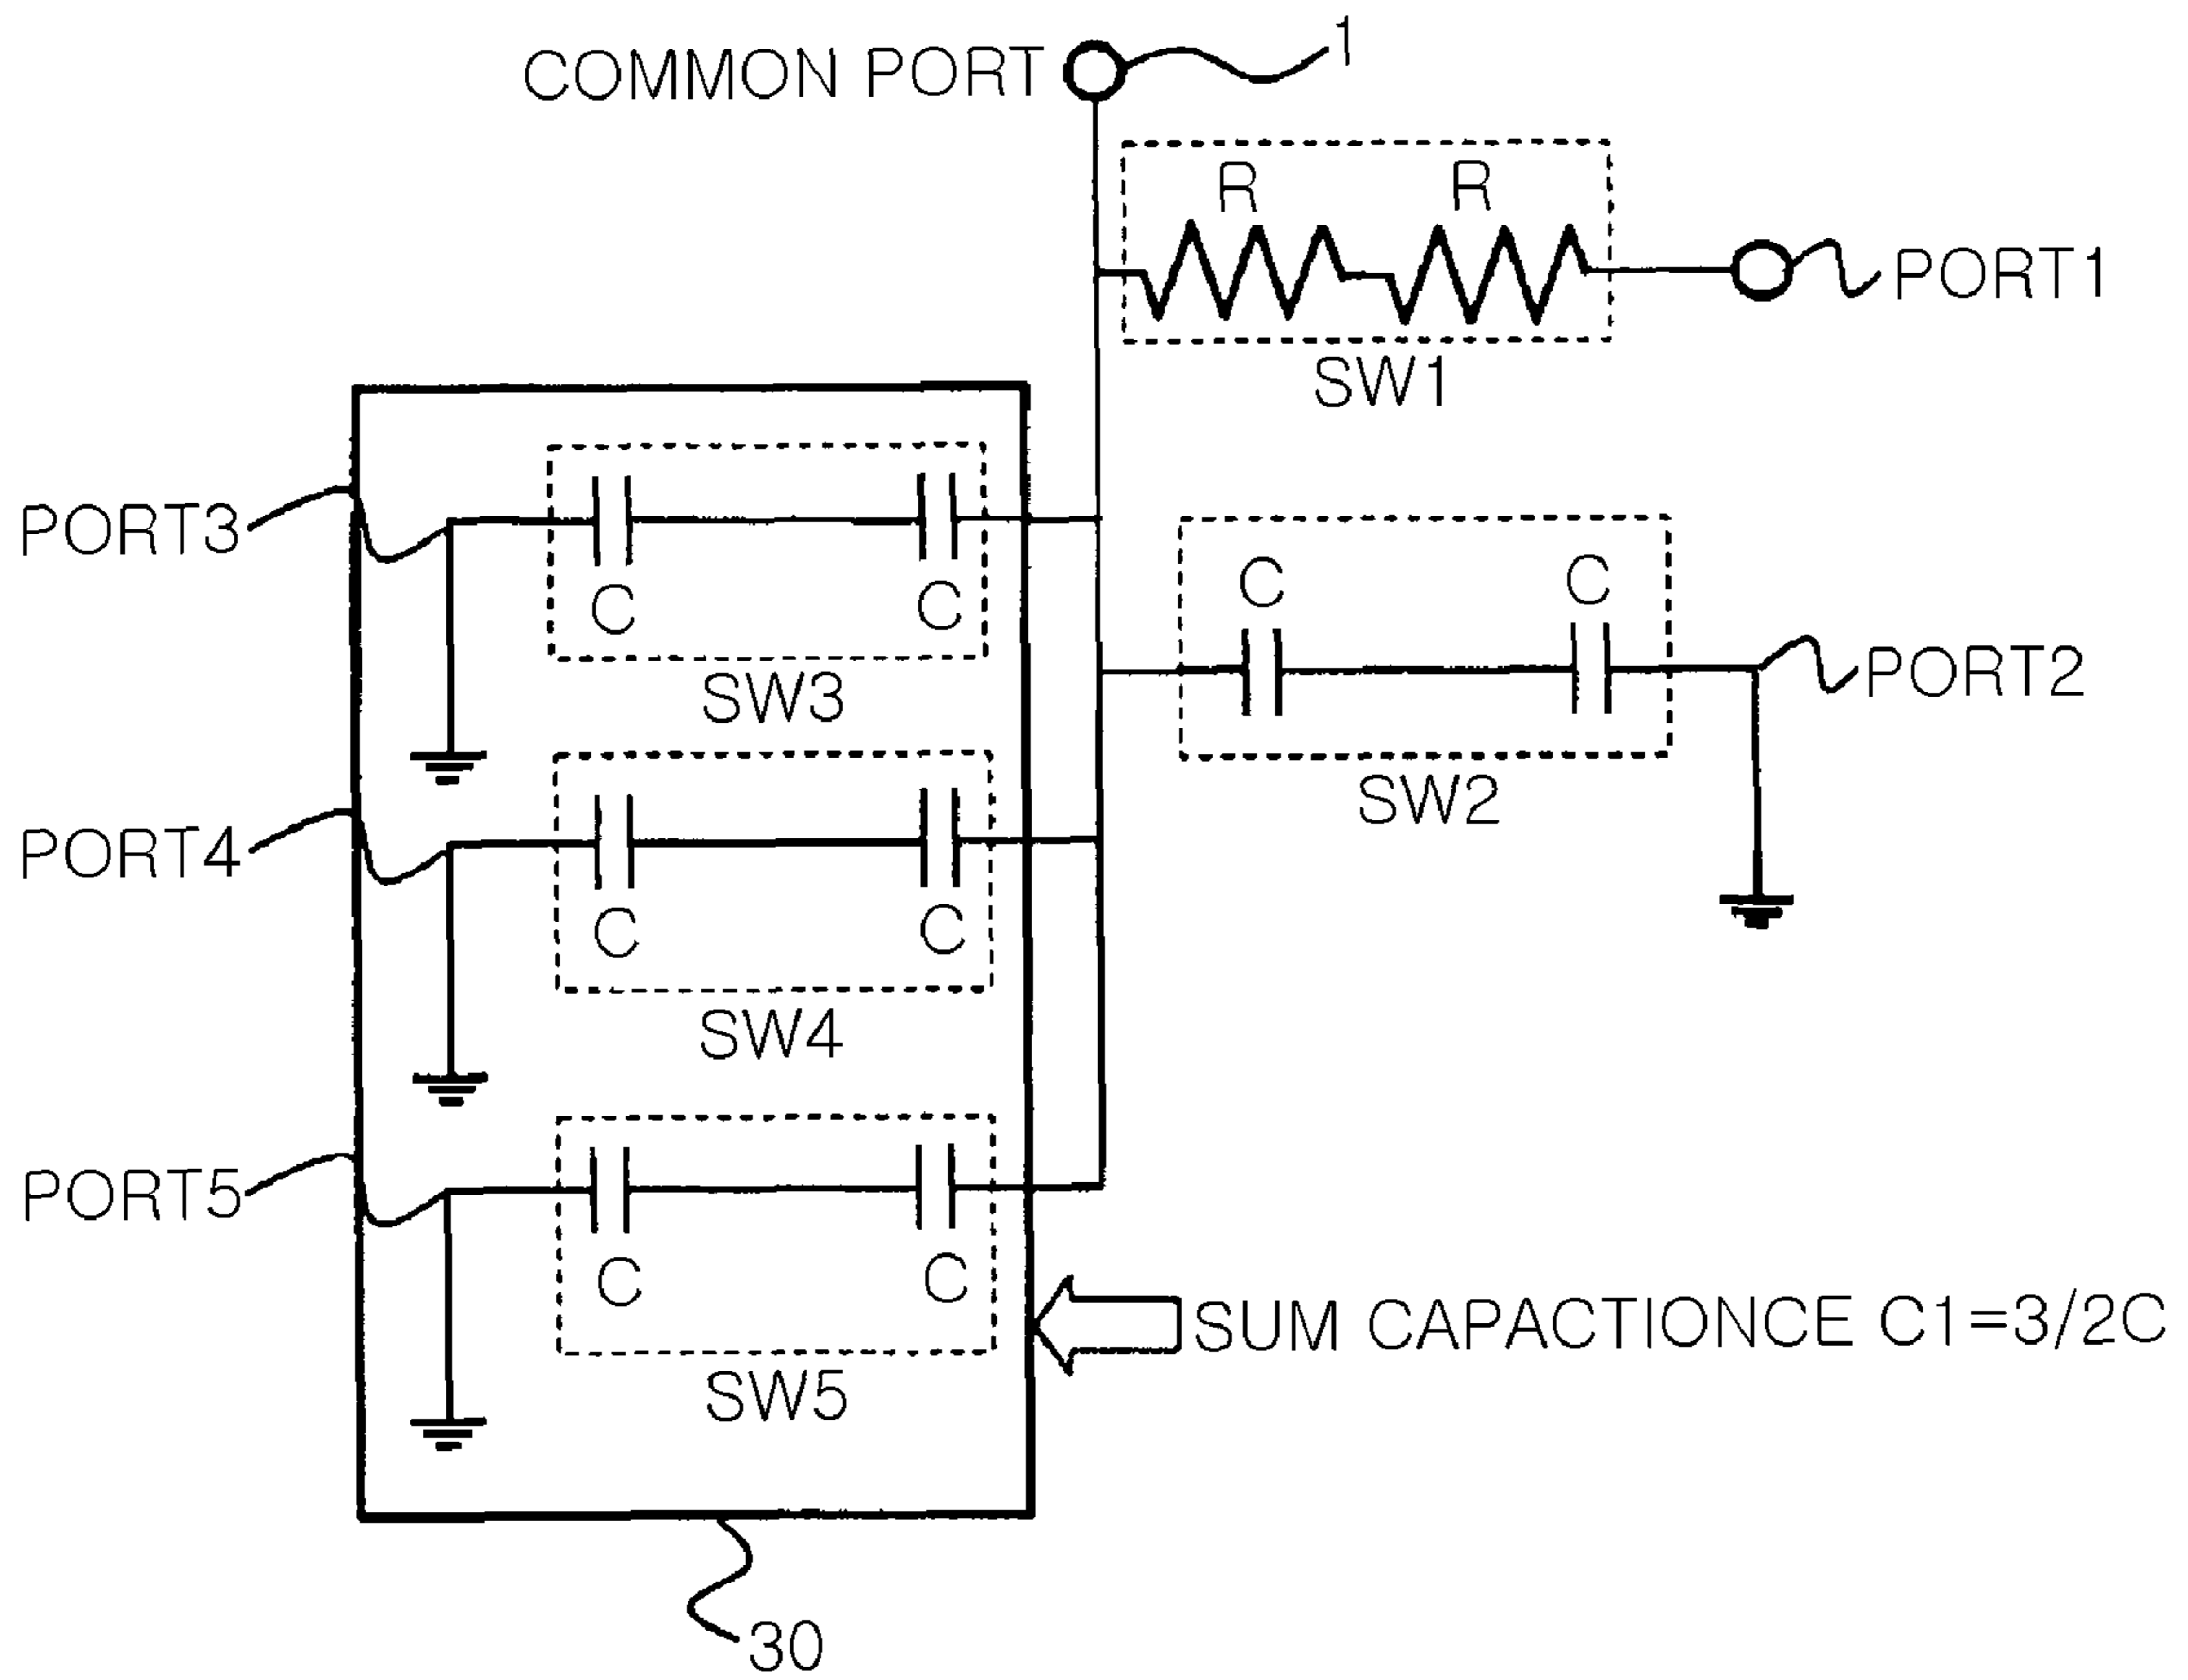 COMMON PORT
1
R R
PORT1
SW1
PORT3
C C
SW3
C C
PORT2
SW2
PORT4
C C
SW4
PORT5
C C
SW5
SUM CAPACTIONCE C1=3/2C
30